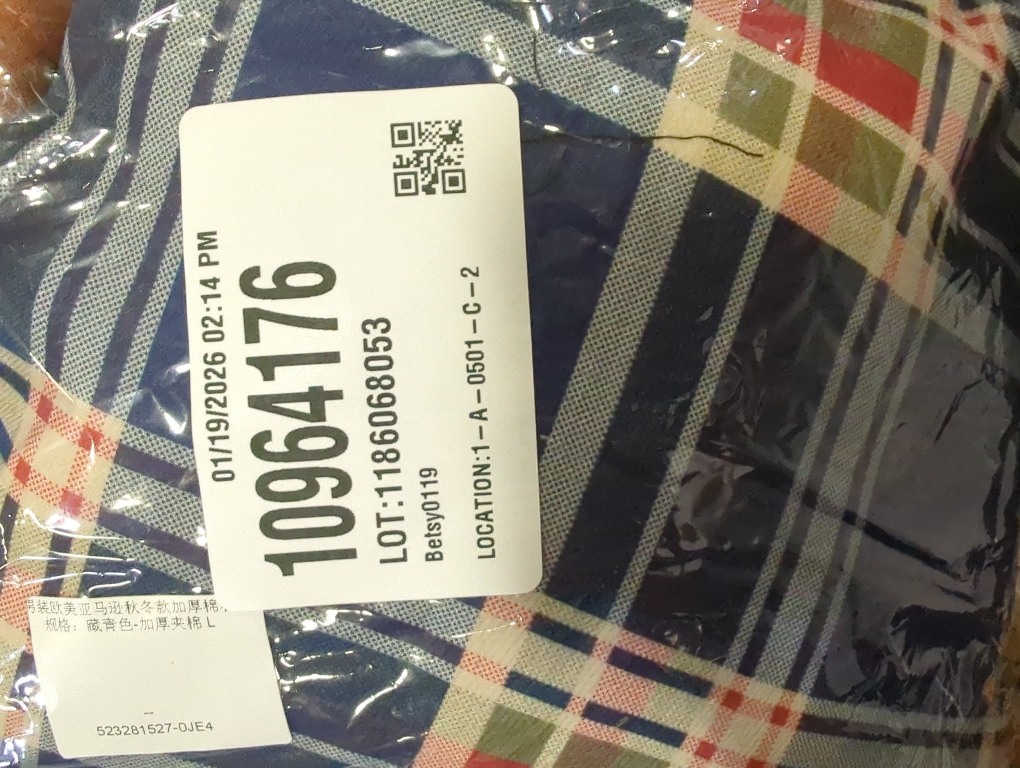 01/19/2026 02:14 PM
10964176
LOT:1186068053
Betsy0119
LOCATION:1-A-0501-C-2
男装欧美亚马逊秋冬款加厚棉
规格：藏青色-加厚夹棉 L
--
523281527-0JE4